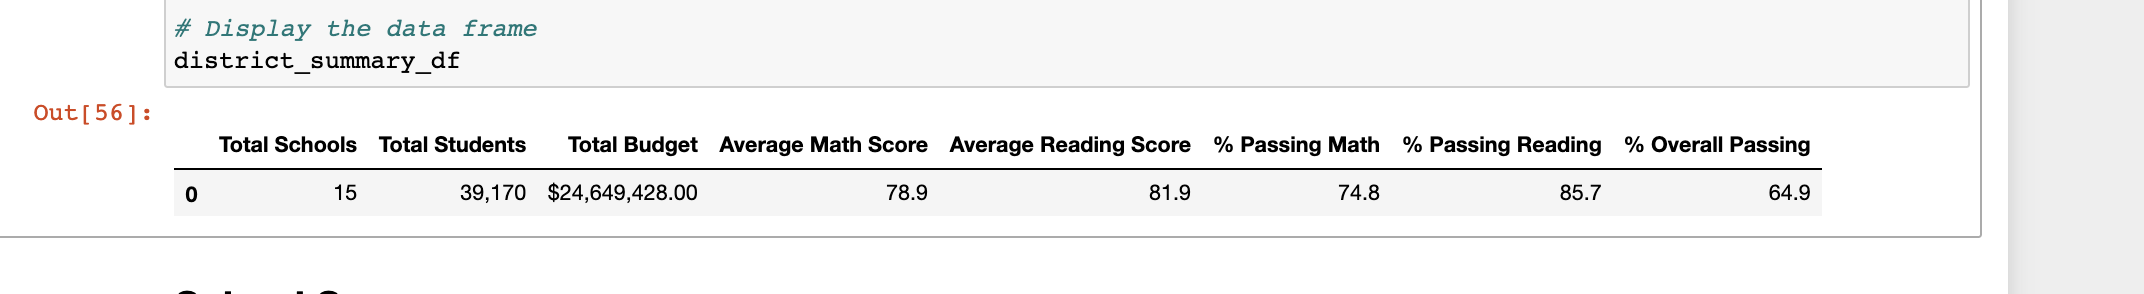 # Display the data frame
district_summary_df
Out[56]:
Total Schools Total Students Total Budget Average Math Score Average Reading Score % Passing Math % Passing Reading % Overall Passing
0 15 39,170 $24,649,428.00 78.9 81.9 74.8 85.7 64.9